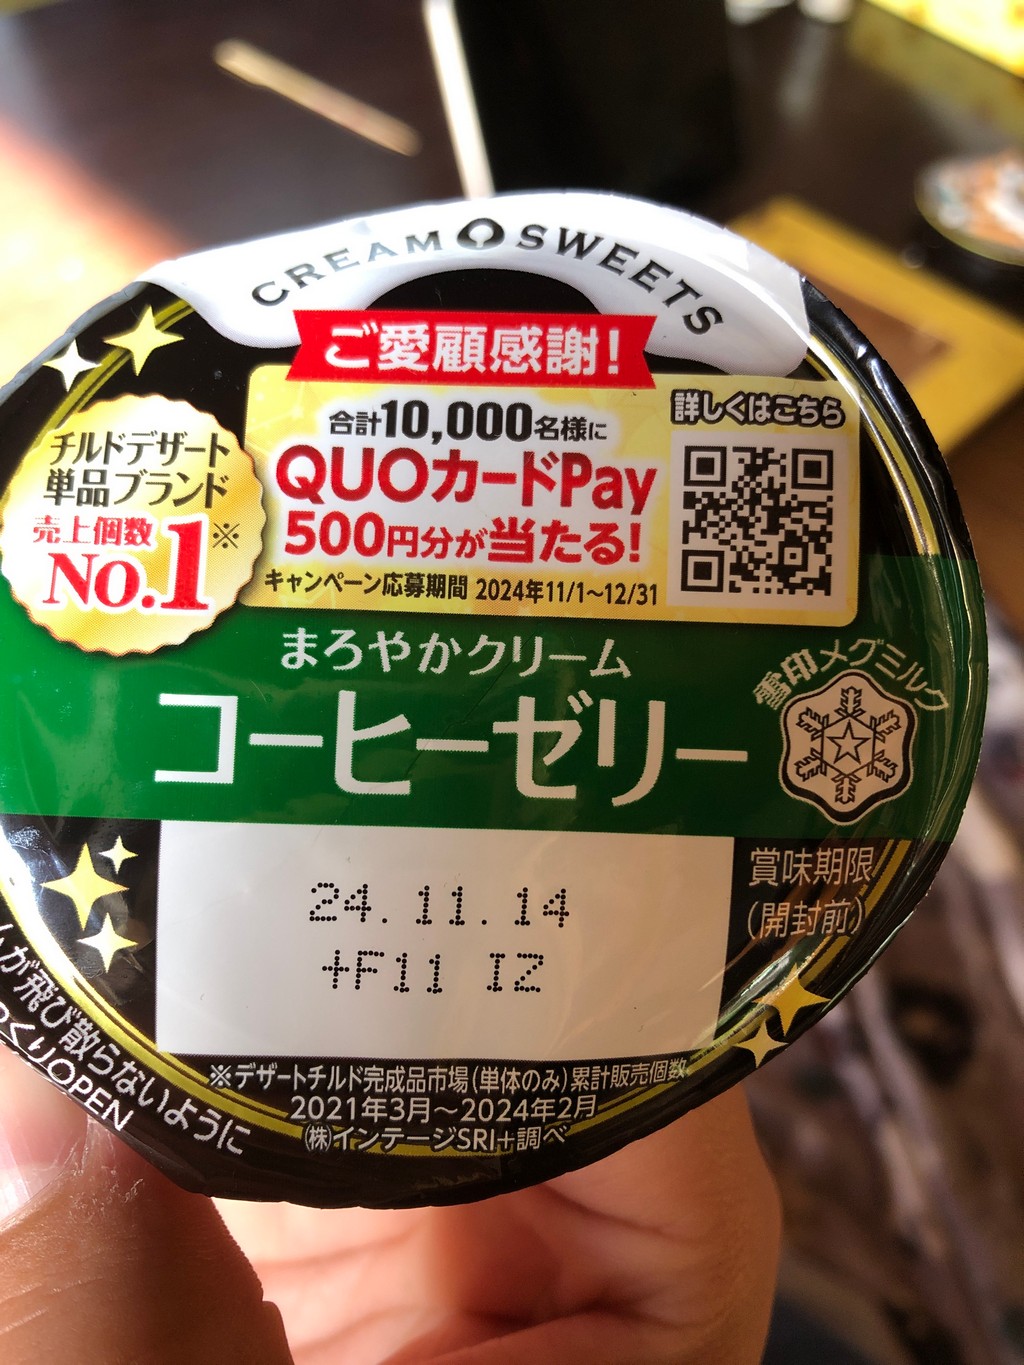 CREAM SWEETS
ご愛顧感謝!
合計10,000名様に
QUOカードPay
500円分が当たる!
キャンペーン応募期間 2024年11/1～12/31
詳しくはこちら
チルドデザート
単品ブランド
売上個数
No.1※
まろやかクリーム
コーヒーゼリー
雪印メグミルク
24.11.14
+F11 IZ
賞味期限
(開封前)
※デザートチルド完成品市場(単体のみ)累計販売個数
2021年3月～2024年2月
㈱インテージSRI+調べ
が飛び散らないように
くりOPEN